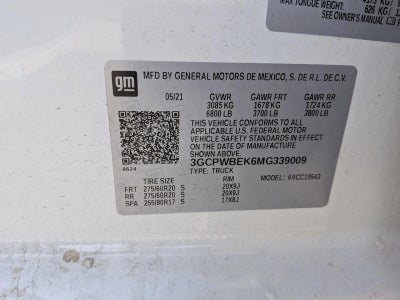 MAX TONGUE
626 KG /
SEE OWNER'S MANUAL
gm
MFD BY GENERAL MOTORS DE MEXICO, S. DE R.L. DE C.V.
05/21 GVWR GAWR FRT GAWR RR
3085 KG 1678 KG 1724 KG
6800 LB 3700 LB 3800 LB
THIS VEHICLE CONFORMS TO ALL
APPLICABLE U.S. FEDERAL MOTOR
VEHICLE SAFETY STANDARDS IN EFFECT
ON THE DATE OF MANUFACTURE SHOWN ABOVE.
3GCPWBEK6MG339009
TYPE: TRUCK
8624
TIRE SIZE RIM 69CC10543
FRT 275/60R20 S 20X9J
RR 275/60R20 S 20X9J
SPA 255/80R17 S 17X8J